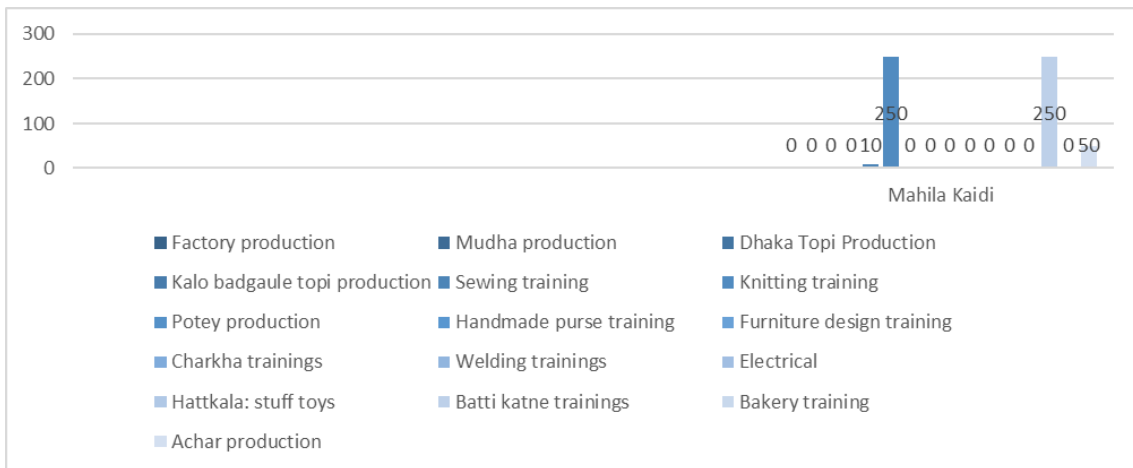 300
200
100
0
250
250
0 0 0 0 10 0 0 0 0 0 0 0 0 50
Mahila Kaidi
Factory production Mudha production Dhaka Topi Production
Kalo badgaule topi production Sewing training Knitting training
Potey production Handmade purse training Furniture design training
Charkha trainings Welding trainings Electrical
Hattkala: stuff toys Batti katne trainings Bakery training
Achar production